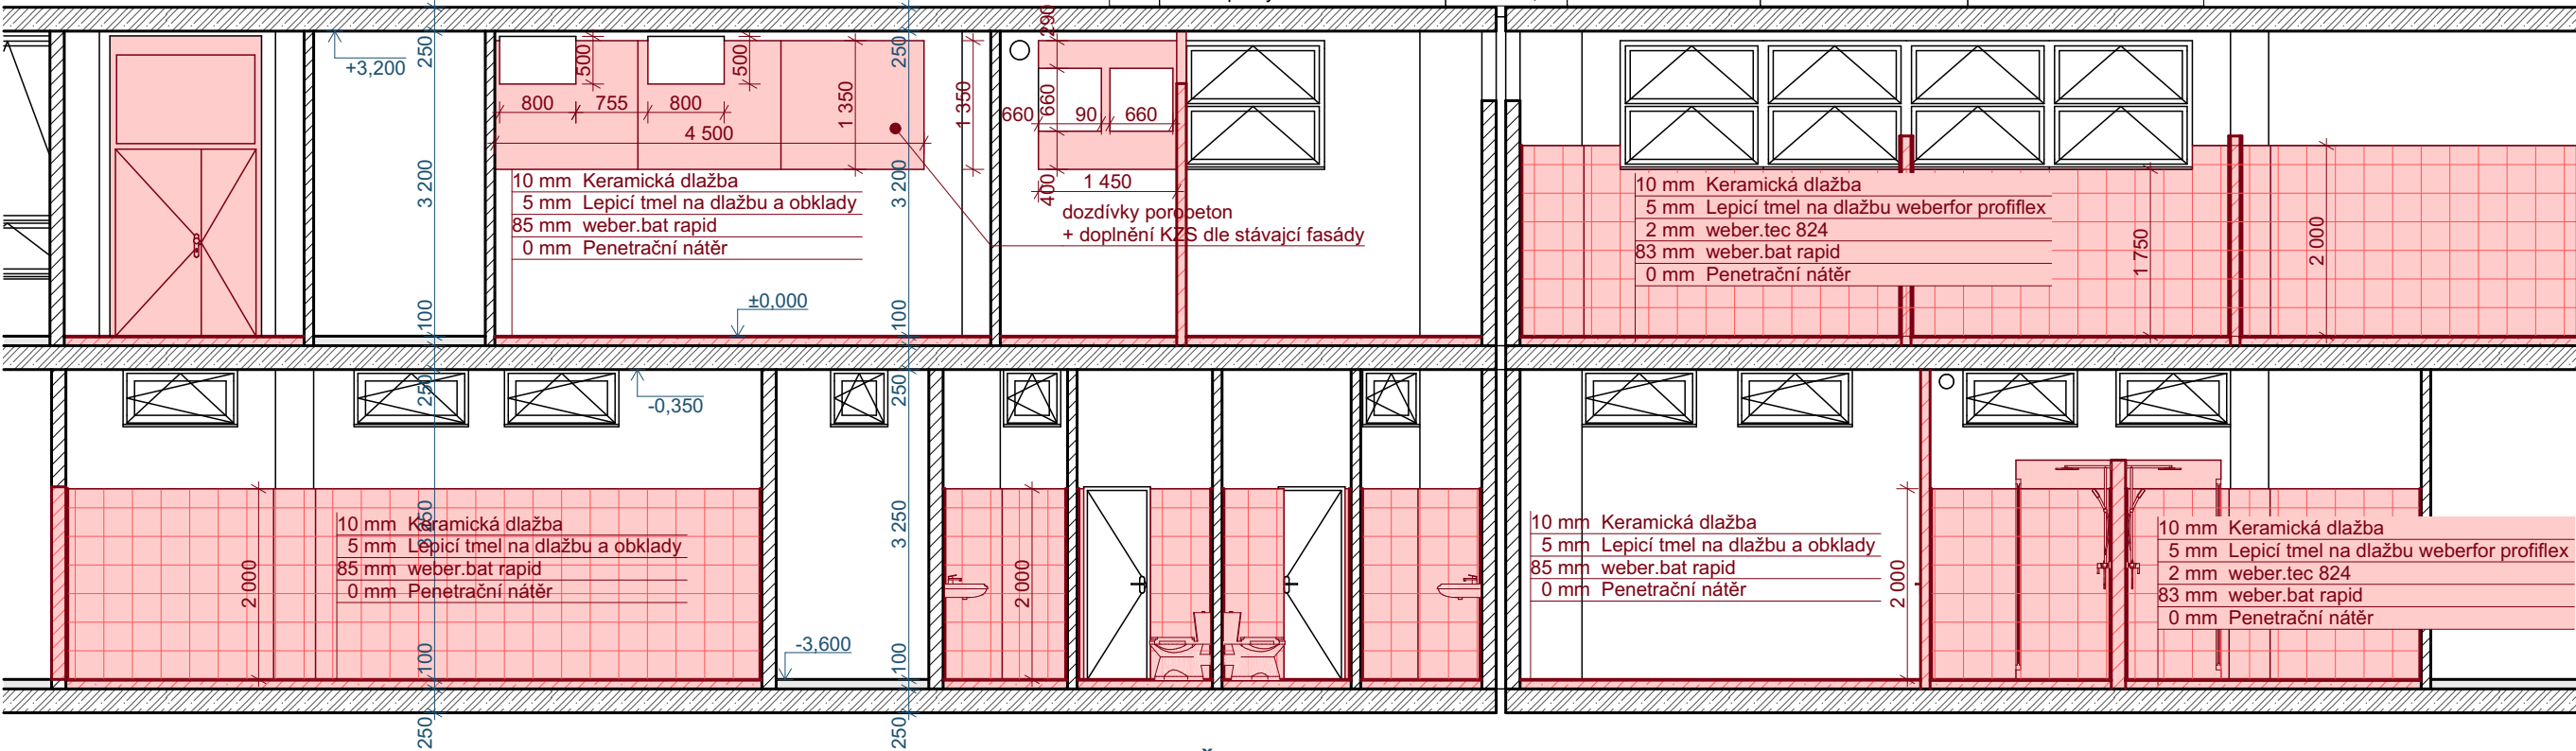 250
+3,200
500
500
800
755
800
4 500
1 350
3 200
250
3 200
1 350
290
660
660
90
660
400
1 450
10 mm Keramická dlažba
5 mm Lepicí tmel na dlažbu a obklady
85 mm weber.bat rapid
0 mm Penetrační nátěr
dozdívky porobeton
+ doplnění KZS dle stávajcí fasády
±0,000
100
100
10 mm Keramická dlažba
5 mm Lepicí tmel na dlažbu weberfor profiflex
2 mm weber.tec 824
83 mm weber.bat rapid
0 mm Penetrační nátěr
1 750
2 000
250
-0,350
250
10 mm Keramická dlažba
5 mm Lepicí tmel na dlažbu a obklady
85 mm weber.bat rapid
0 mm Penetrační nátěr
2 000
3 250
3 250
2 000
100
-3,600
100
10 mm Keramická dlažba
5 mm Lepicí tmel na dlažbu a obklady
85 mm weber.bat rapid
0 mm Penetrační nátěr
2 000
10 mm Keramická dlažba
5 mm Lepicí tmel na dlažbu weberfor profiflex
2 mm weber.tec 824
83 mm weber.bat rapid
0 mm Penetrační nátěr
250
250